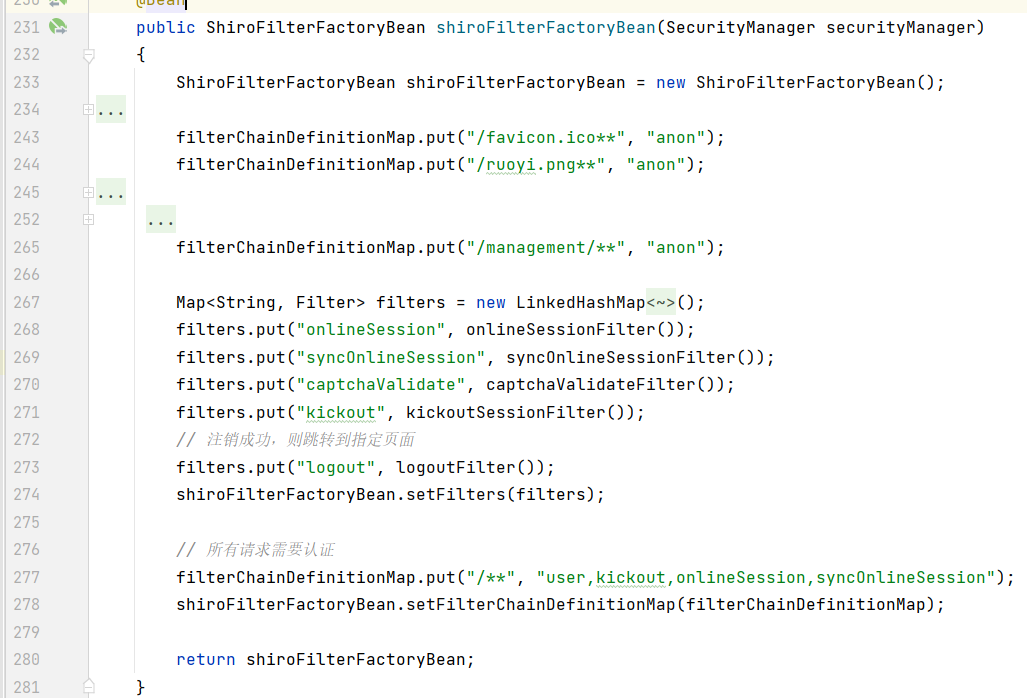 230 @Bean
231 public ShiroFilterFactoryBean shiroFilterFactoryBean(SecurityManager securityManager)
232 {
233 ShiroFilterFactoryBean shiroFilterFactoryBean = new ShiroFilterFactoryBean();
234 ...
243 filterChainDefinitionMap.put("/favicon.ico**", "anon");
244 filterChainDefinitionMap.put("/ruoyi.png**", "anon");
245 ...
252 ...
265 filterChainDefinitionMap.put("/management/**", "anon");
266
267 Map<String, Filter> filters = new LinkedHashMap<~>();
268 filters.put("onlineSession", onlineSessionFilter());
269 filters.put("syncOnlineSession", syncOnlineSessionFilter());
270 filters.put("captchaValidate", captchaValidateFilter());
271 filters.put("kickout", kickoutSessionFilter());
272 // 注销成功，则跳转到指定页面
273 filters.put("logout", logoutFilter());
274 shiroFilterFactoryBean.setFilters(filters);
275
276 // 所有请求需要认证
277 filterChainDefinitionMap.put("/**", "user,kickout,onlineSession,syncOnlineSession");
278 shiroFilterFactoryBean.setFilterChainDefinitionMap(filterChainDefinitionMap);
279
280 return shiroFilterFactoryBean;
281 }